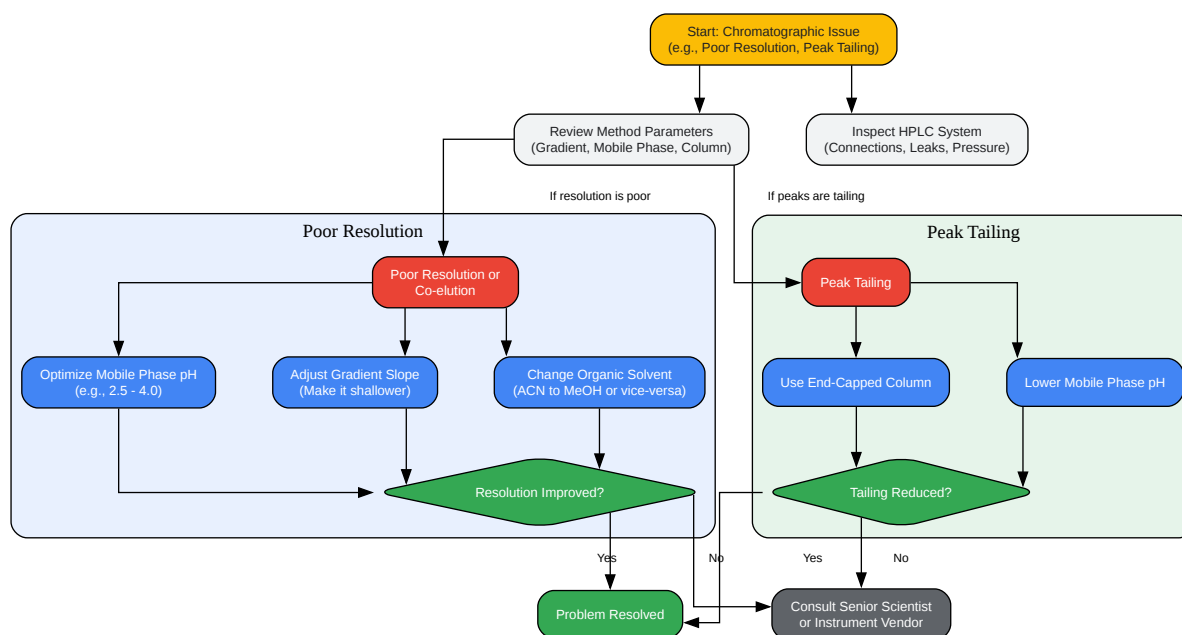 Start: Chromatographic Issue
(e.g., Poor Resolution, Peak Tailing)
Review Method Parameters
(Gradient, Mobile Phase, Column)
Inspect HPLC System
(Connections, Leaks, Pressure)
If resolution is poor
If peaks are tailing
Poor Resolution
Peak Tailing
Poor Resolution or
Co-elution
Peak Tailing
Optimize Mobile Phase pH
(e.g., 2.5 - 4.0)
Adjust Gradient Slope
(Make it shallower)
Change Organic Solvent
(ACN to MeOH or vice-versa)
Use End-Capped Column
Lower Mobile Phase pH
Resolution Improved?
Tailing Reduced?
Yes
No
Yes
No
Problem Resolved
Consult Senior Scientist
or Instrument Vendor